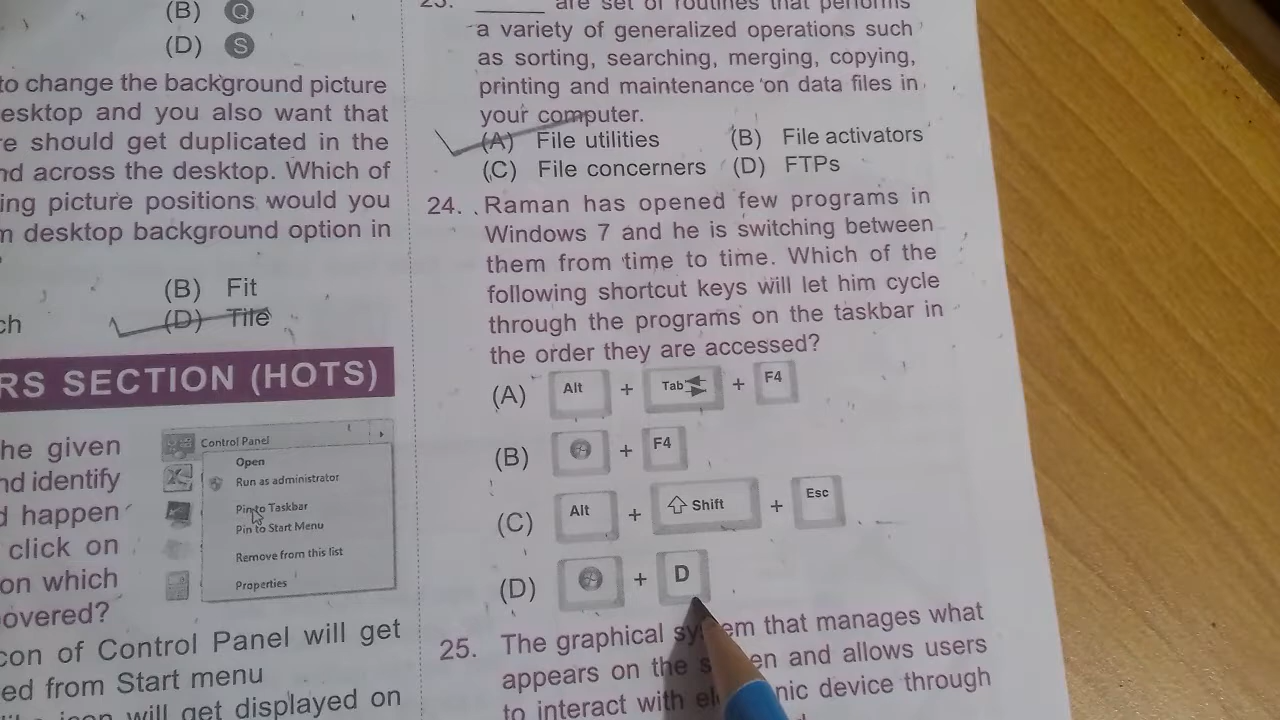 (B) Q
(D) S
to change the background picture
esktop and you also want that
e should get duplicated in the
nd across the desktop. Which of
ing picture positions would you
n desktop background option in
?
(B) Fit
ch
(D) Tile
RS SECTION (HOTS)
he given
nd identify
d happen
click on
on which
overed?
Control Panel
Open
Run as administrator
Pin to Taskbar
Pin to Start Menu
Remove from this list
Properties
con of Control Panel will get
ed from Start menu
icon will get displayed on
23. ______ are set of routines that performs
a variety of generalized operations such
as sorting, searching, merging, copying,
printing and maintenance on data files in
your computer.
(A) File utilities (B) File activators
(C) File concerners (D) FTPs
24. Raman has opened few programs in
Windows 7 and he is switching between
them from time to time. Which of the
following shortcut keys will let him cycle
through the programs on the taskbar in
the order they are accessed?
(A) Alt + Tab + F4
(B) + F4
(C) Alt + Shift + Esc
(D) + D
25. The graphical sy em that manages what
appears on the s en and allows users
to interact with el nic device through